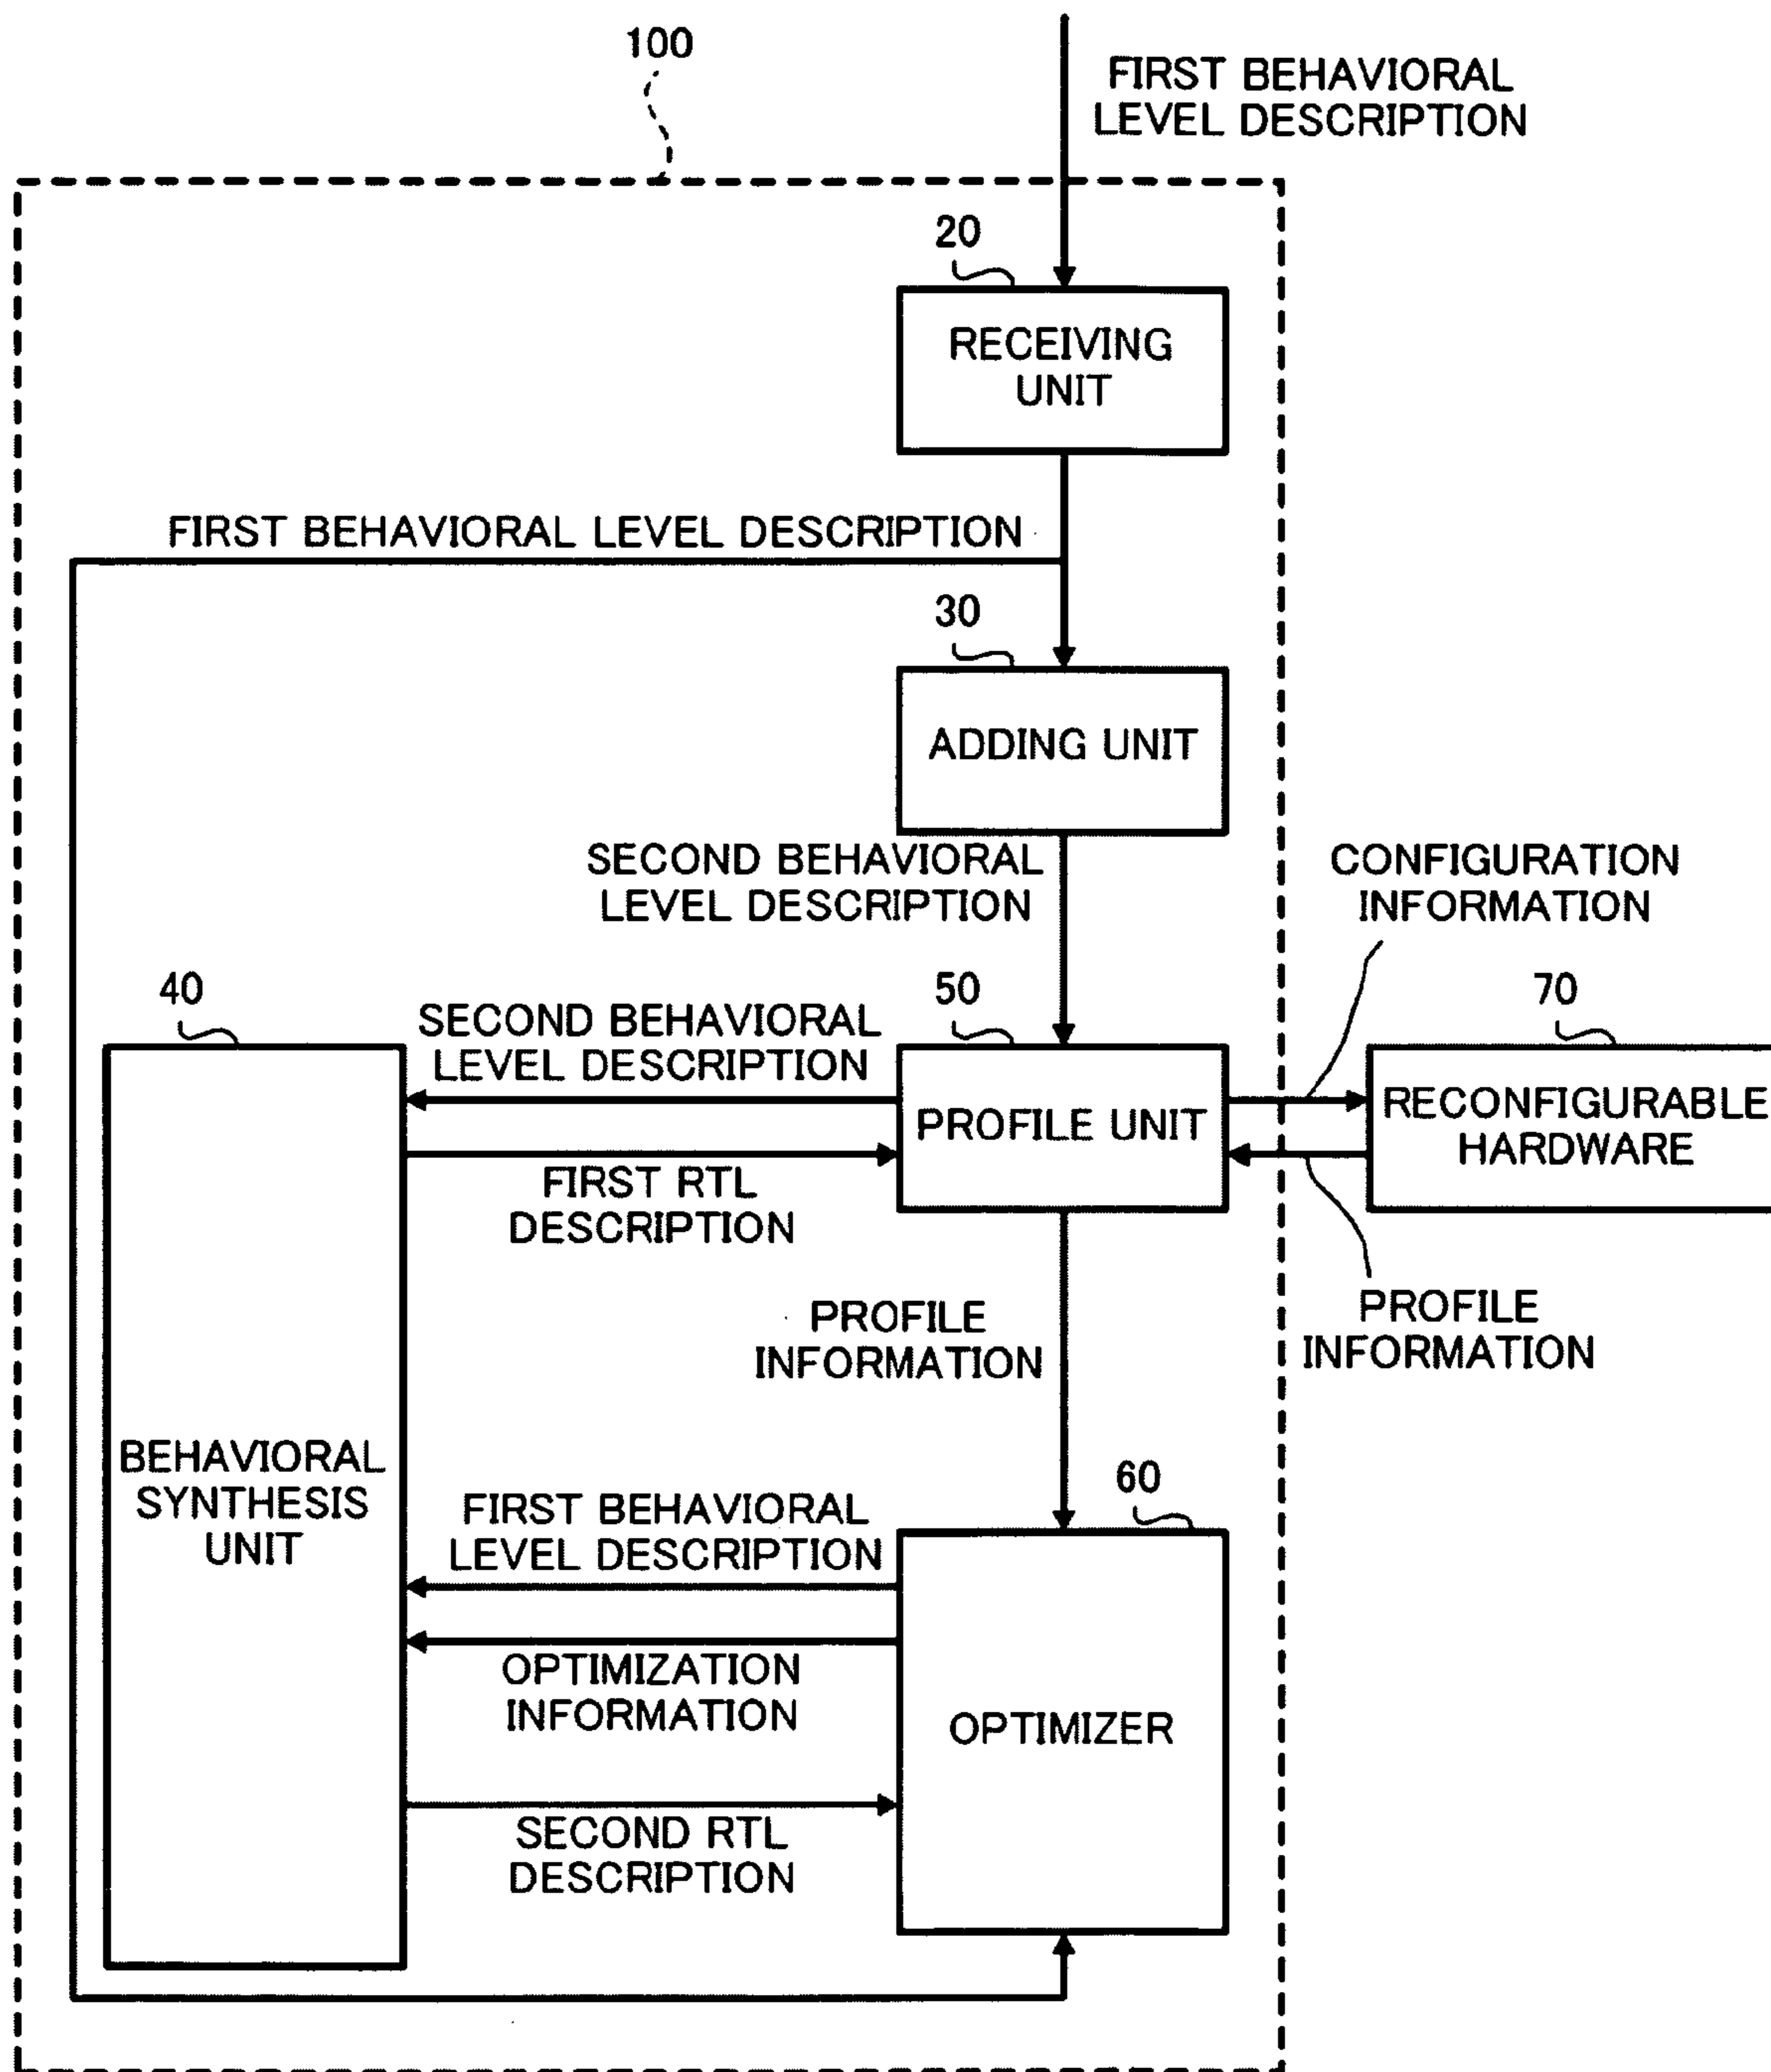 100
FIRST BEHAVIORAL
LEVEL DESCRIPTION
20
RECEIVING
UNIT
FIRST BEHAVIORAL LEVEL DESCRIPTION
30
ADDING UNIT
SECOND BEHAVIORAL
LEVEL DESCRIPTION
CONFIGURATION
INFORMATION
40
SECOND BEHAVIORAL
LEVEL DESCRIPTION
50
70
PROFILE UNIT
RECONFIGURABLE
HARDWARE
FIRST RTL
DESCRIPTION
PROFILE
INFORMATION
PROFILE
INFORMATION
BEHAVIORAL
SYNTHESIS
UNIT
60
FIRST BEHAVIORAL
LEVEL DESCRIPTION
OPTIMIZATION
INFORMATION
OPTIMIZER
SECOND RTL
DESCRIPTION